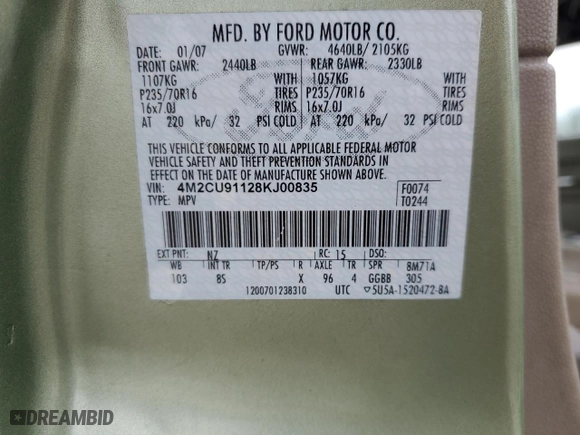 MFD. BY FORD MOTOR CO.
DATE: 01/07 GVWR: 4640LB/ 2105KG
FRONT GAWR: 2440LB REAR GAWR: 2330LB
1107KG WITH 1057KG WITH
P235/70R16 TIRES P235/70R16 TIRES
16x7.0J RIMS 16x7.0J RIMS
AT 220 kPa/ 32 PSI COLD AT 220 kPa/ 32 PSI COLD
THIS VEHICLE CONFORMS TO ALL APPLICABLE FEDERAL MOTOR
VEHICLE SAFETY AND THEFT PREVENTION STANDARDS IN
EFFECT ON THE DATE OF MANUFACTURE SHOWN ABOVE.
VIN: 4M2CU91128KJ00835 F0074
TYPE: MPV T0244
EXT PNT: NZ RC: 15 DSO:
WB INT TR TP/PS R AXLE TR SPR 8M71A
103 8S X 96 4 GGBB 305
1200701238310 UTC ▽5U5A-1520472-8A
DREAMBID